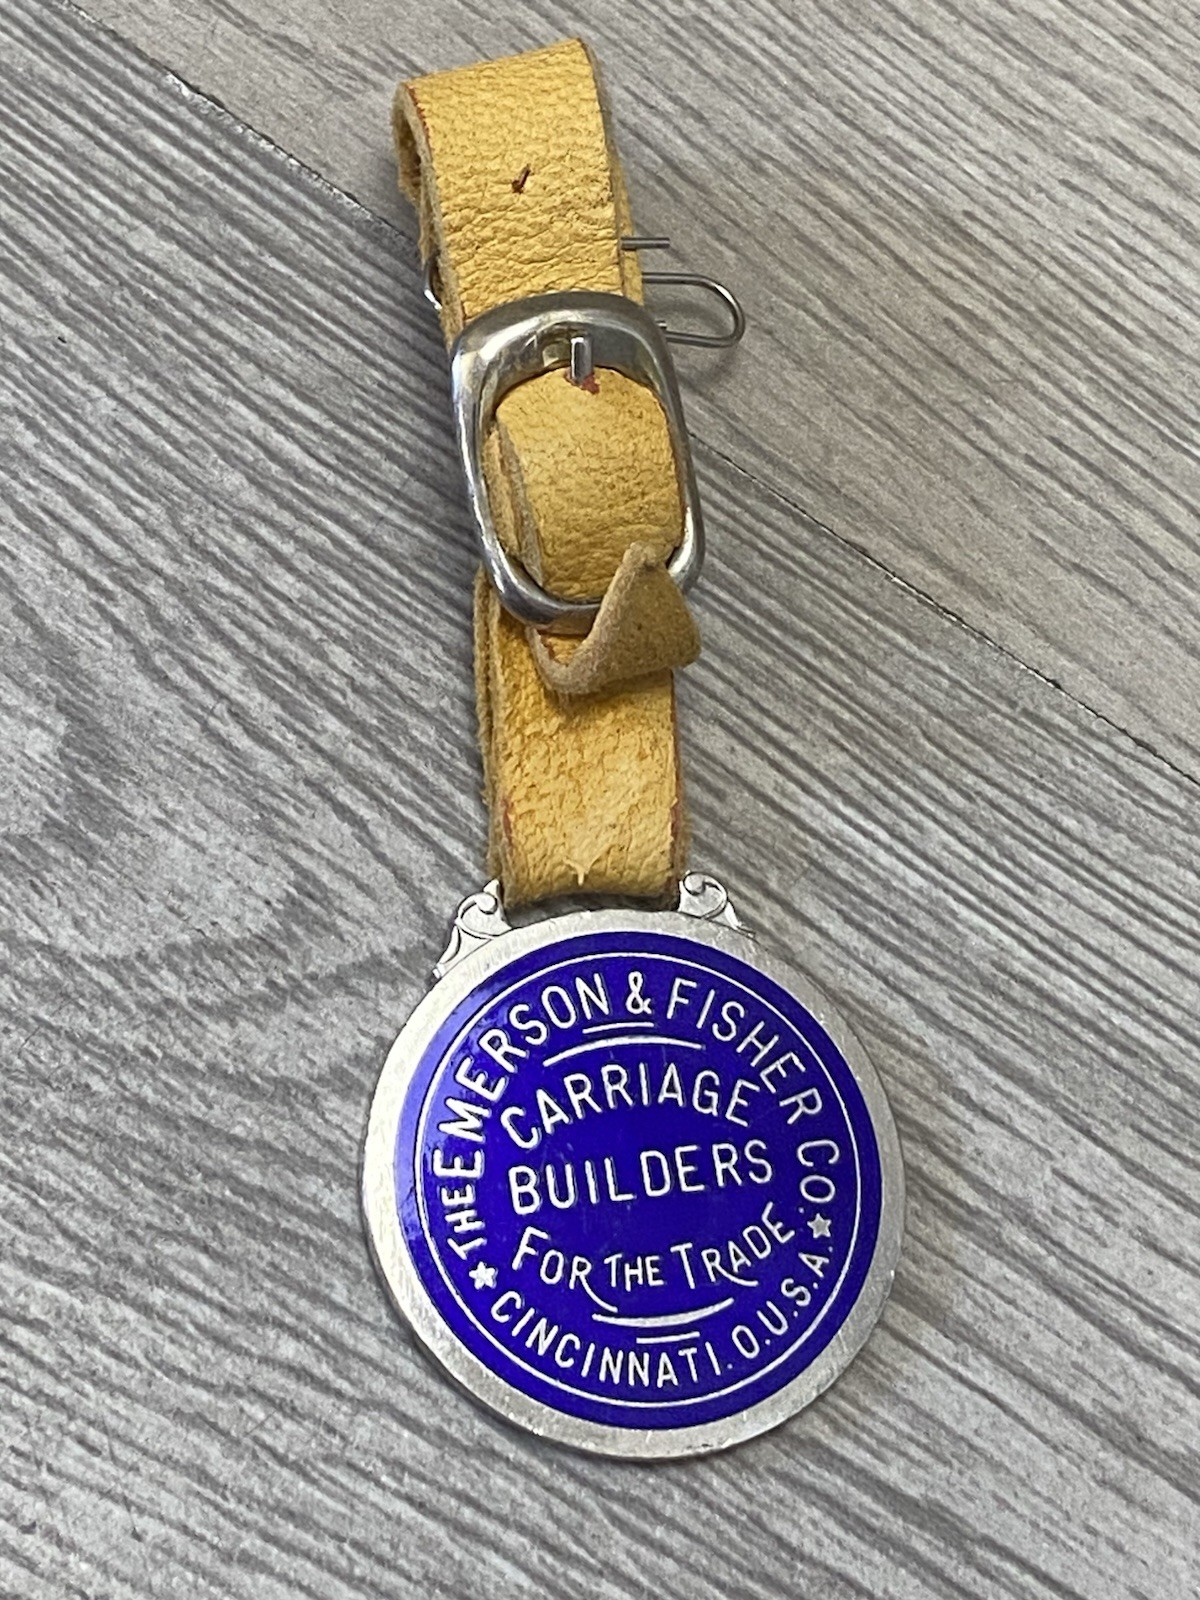 THE EMERSON & FISHER CO.
CARRIAGE
BUILDERS
FOR THE TRADE
CINCINNATI. O.U.S.A.